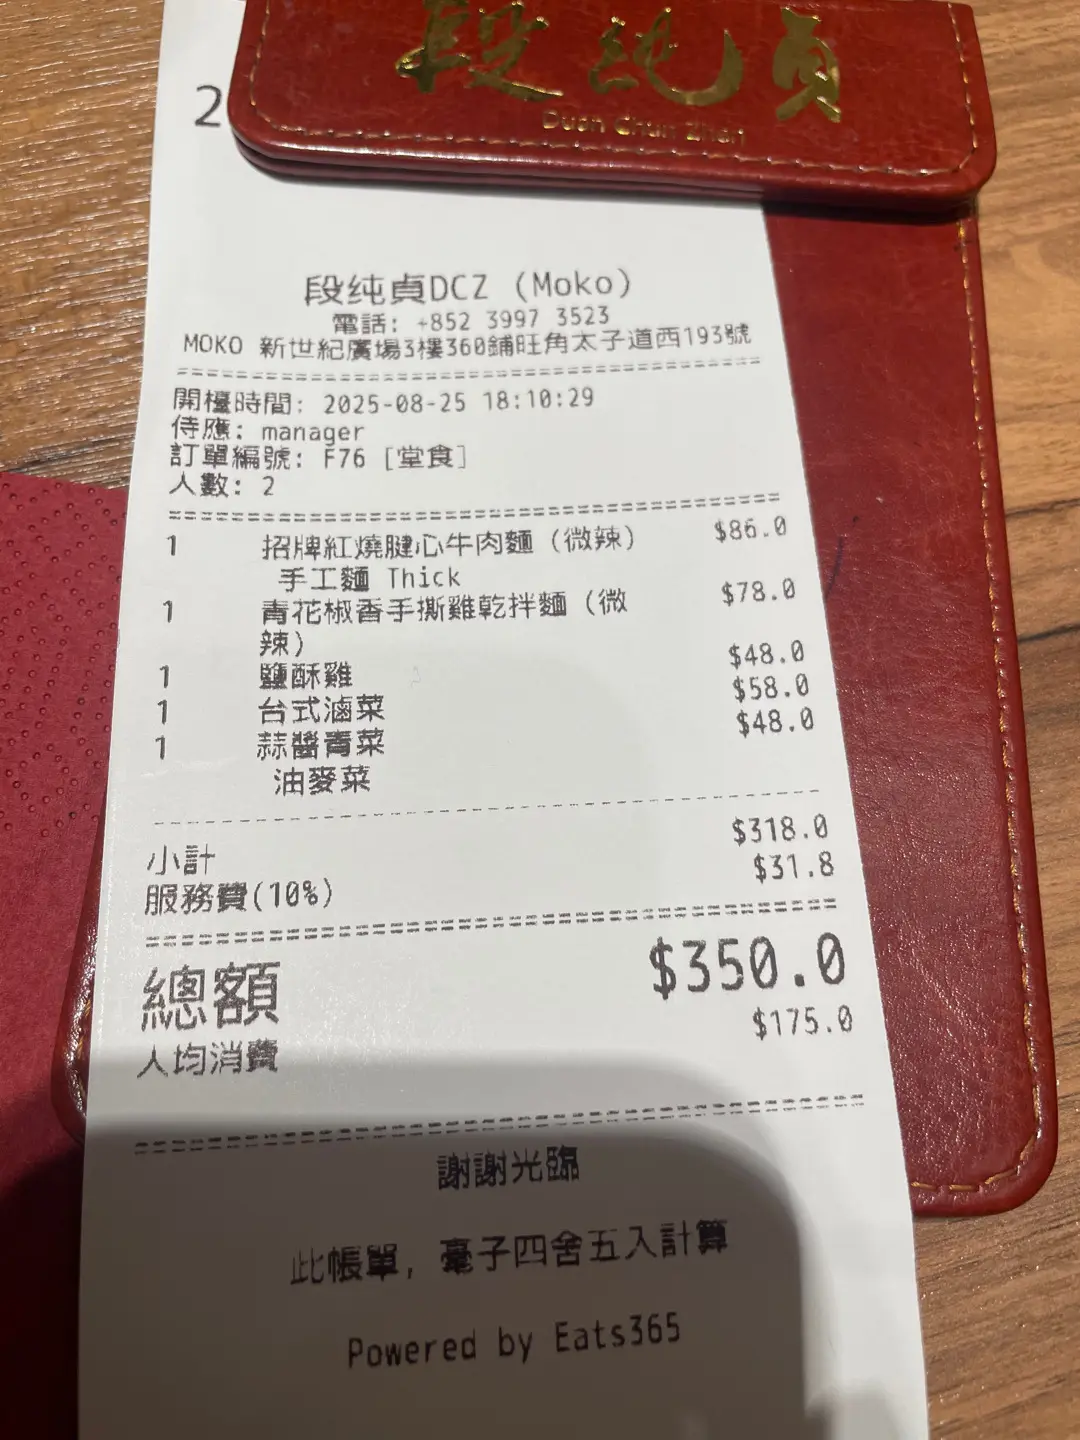 段純貞
Duan Chun Zhen
2
段純貞DCZ (Moko)
電話: +852 3997 3523
MOKO 新世紀廣場3樓360鋪旺角太子道西193號
開檯時間: 2025-08-25 18:10:29
侍應: manager
訂單編號: F76 [堂食]
人數: 2
1 招牌紅燒腱心牛肉麵 (微辣) $86.0
手工麵 Thick
1 青花椒香手撕雞乾拌麵 (微 $78.0
辣)
1 鹽酥雞 $48.0
1 台式滷菜 $58.0
1 蒜醬青菜 $48.0
油麥菜
小計 $318.0
服務費(10%) $31.8
總額 $350.0
人均消費 $175.0
謝謝光臨
此帳單, 毫子四舍五入計算
Powered by Eats365